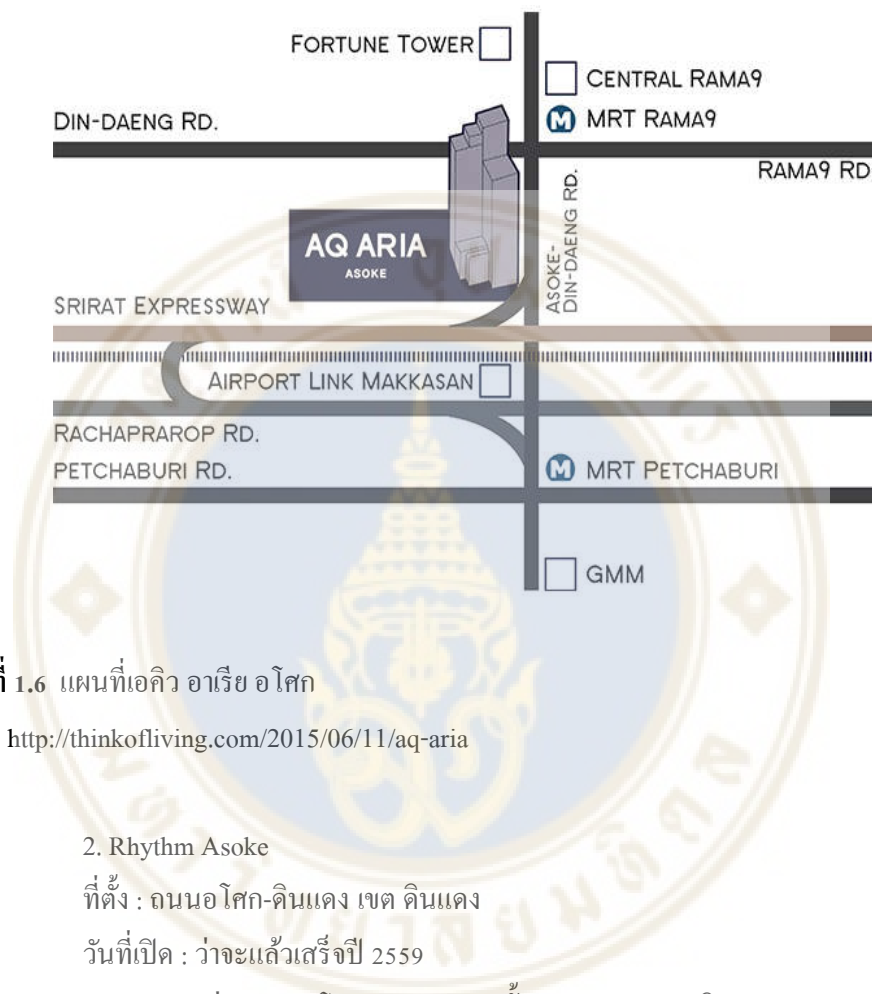 FORTUNE TOWER
CENTRAL RAMA9
DIN-DAENG RD.
M MRT RAMA9
RAMA9 RD
ASOKE-
DIN-DAENG RD.
AQ ARIA
ASOKE
SRIRAT EXPRESSWAY
AIRPORT LINK MAKKASAN
RACHAPRAROP RD.
PETCHABURI RD.
M MRT PETCHABURI
GMM
ที่ 1.6 แผนที่เอคิว อาเรีย อโศก
http://thinkofliving.com/2015/06/11/aq-aria
2. Rhythm Asoke
ที่ตั้ง : ถนนอโศก-ดินแดง เขต ดินแดง
วันที่เปิด : ว่าจะแล้วเสร็จปี 2559